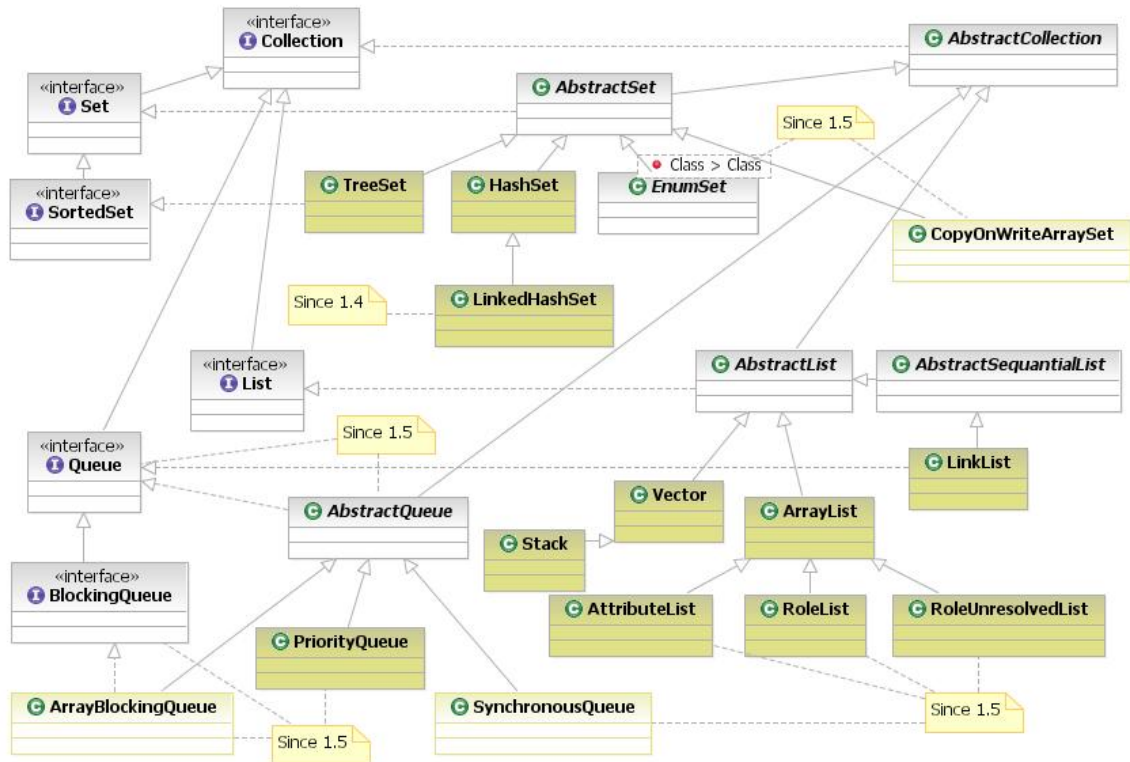 «interface»
Collection
AbstractCollection
«interface»
Set
AbstractSet
Since 1.5
Class > Class
TreeSet
HashSet
EnumSet
«interface»
SortedSet
CopyOnWriteArraySet
Since 1.4
LinkedHashSet
«interface»
List
AbstractList
AbstractSequantialList
«interface»
Queue
Since 1.5
LinkList
AbstractQueue
Vector
ArrayList
Stack
«interface»
BlockingQueue
AttributeList
RoleList
RoleUnresolvedList
PriorityQueue
ArrayBlockingQueue
SynchronousQueue
Since 1.5
Since 1.5